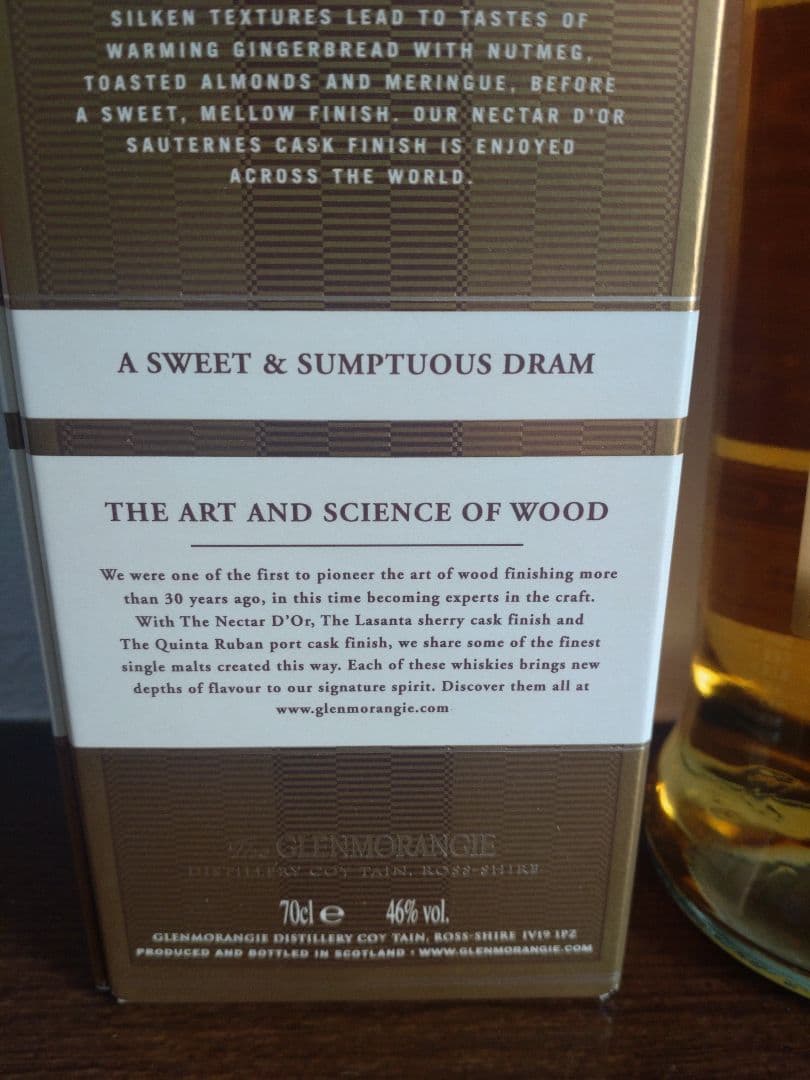 SILKEN TEXTURES LEAD TO TASTES OF
WARMING GINGERBREAD WITH NUTMEG,
TOASTED ALMONDS AND MERINGUE, BEFORE
A SWEET, MELLOW FINISH. OUR NECTAR D'OR
SAUTERNES CASK FINISH IS ENJOYED
ACROSS THE WORLD.
A SWEET & SUMPTUOUS DRAM
THE ART AND SCIENCE OF WOOD
We were one of the first to pioneer the art of wood finishing more
than 30 years ago, in this time becoming experts in the craft.
With The Nectar D'Or, The Lasanta sherry cask finish and
The Quinta Ruban port cask finish, we share some of the finest
single malts created this way. Each of these whiskies brings new
depths of flavour to our signature spirit. Discover them all at
www.glenmorangie.com
The GLENMORANGIE
DISTILLERY COY TAIN, ROSS-SHIRE
70cl e 46% vol.
GLENMORANGIE DISTILLERY COY TAIN, ROSS-SHIRE IV19 1PZ
PRODUCED AND BOTTLED IN SCOTLAND • WWW.GLENMORANGIE.COM